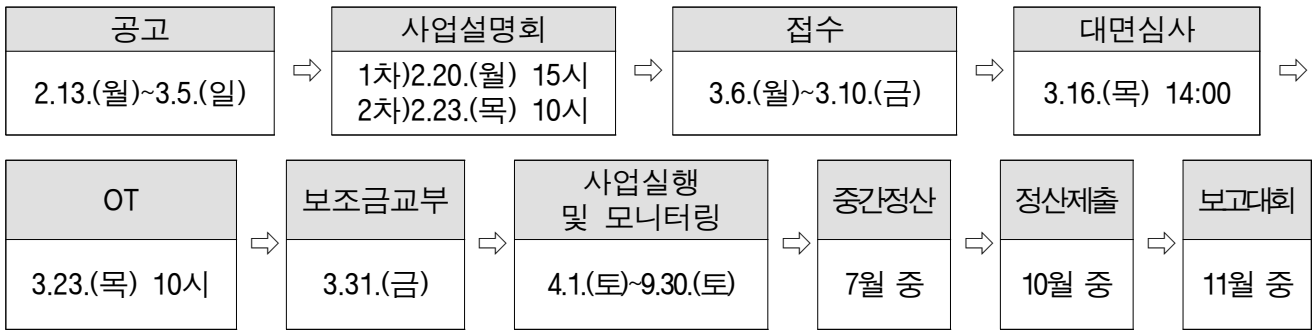 공고
2.13.(월)~3.5.(일)
사업설명회
1차)2.20.(월) 15시
2차)2.23.(목) 10시
접수
3.6.(월)~3.10.(금)
대면심사
3.16.(목) 14:00
OT
3.23.(목) 10시
보조금교부
3.31.(금)
사업실행
및 모니터링
4.1.(토)~9.30.(토)
중간정산
7월 중
정산제출
10월 중
보고대회
11월 중